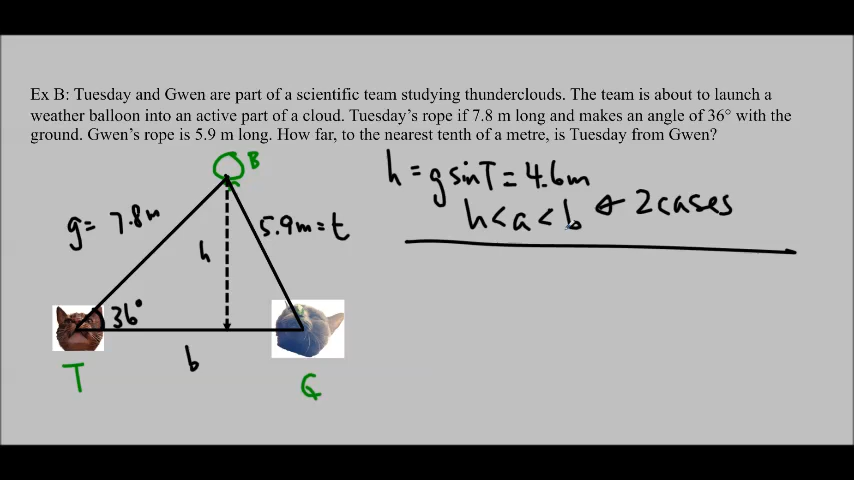 Ex B: Tuesday and Gwen are part of a scientific team studying thunderclouds. The team is about to launch a
weather balloon into an active part of a cloud. Tuesday's rope if 7.8 m long and makes an angle of 36° with the
ground. Gwen's rope is 5.9 m long. How far, to the nearest tenth of a metre, is Tuesday from Gwen?
h = g sin T = 4.6m
h < a < b ← 2 cases
B
g = 7.8m
5.9m = t
h
36°
b
T
G